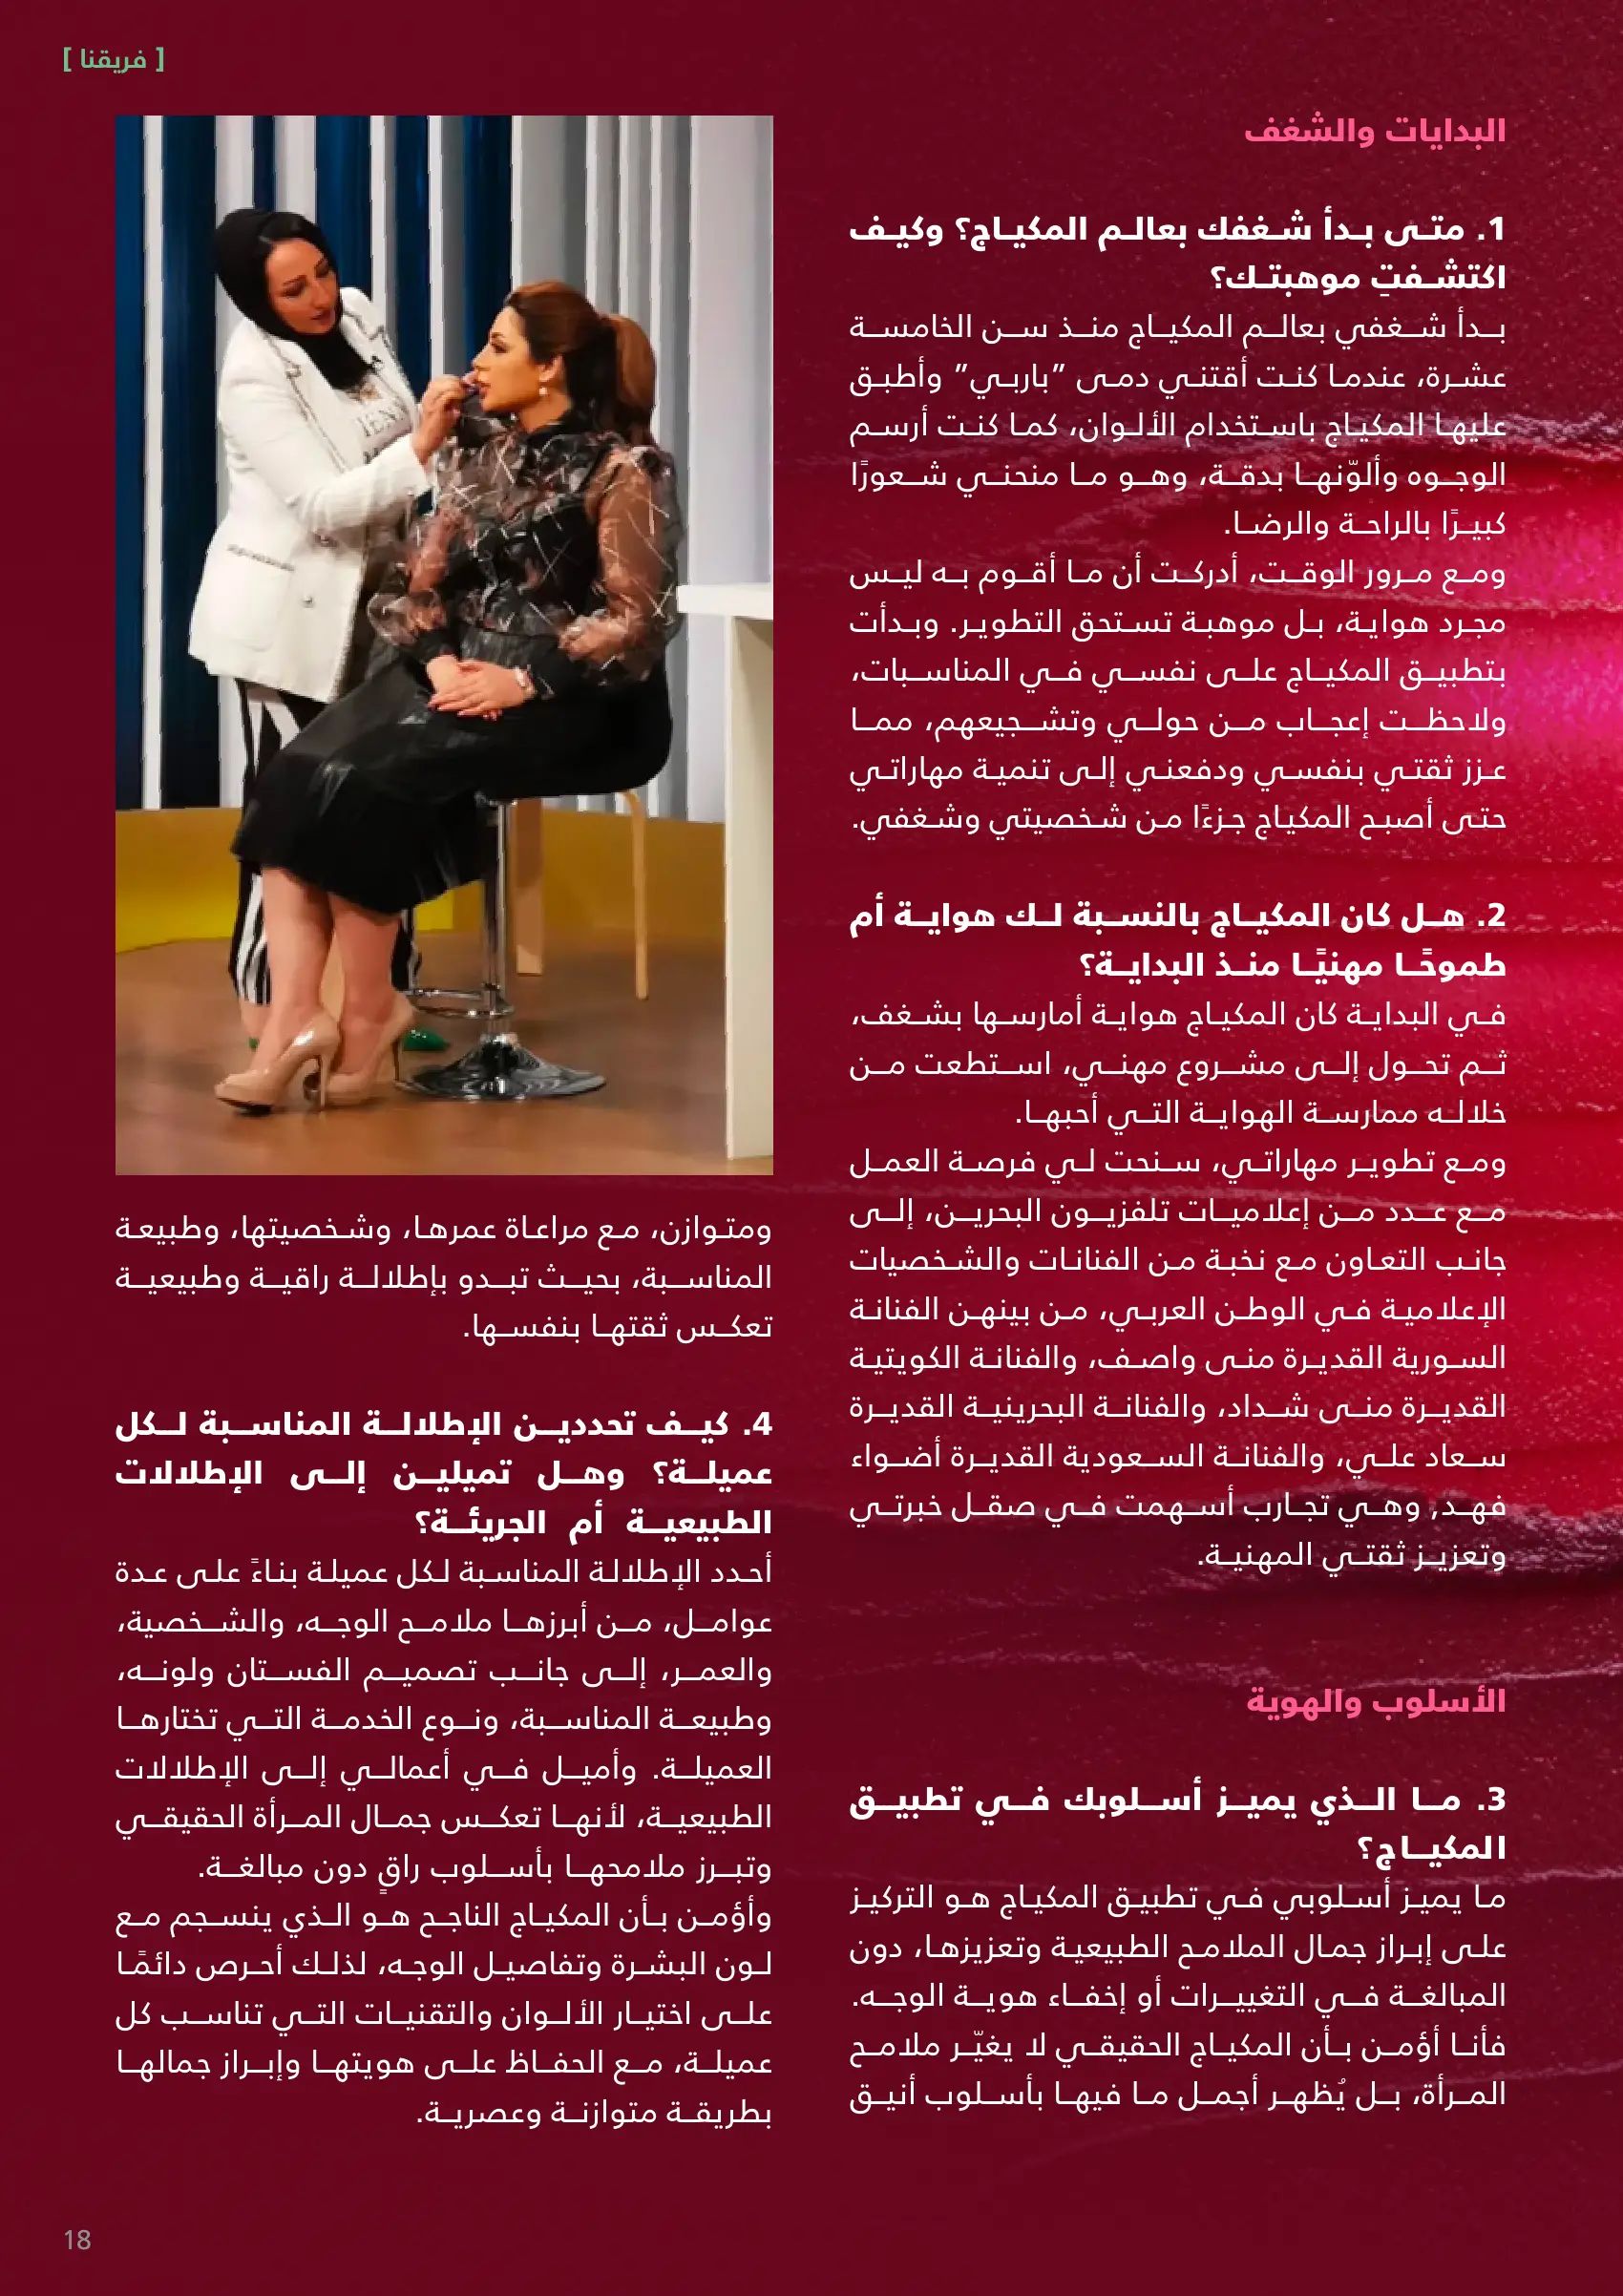 [ فريقنا ]
البدايات والشغف
1. متى بدأ شغفك بعالم المكياج؟ وكيف
اكتشفتِ موهبتك؟
بدأ شغفي بعالم المكياج منذ سن الخامسة
عشرة، عندما كنت أقتني دمى "باربي" وأطبق
عليها المكياج باستخدام الألوان، كما كنت أرسم
الوجوه وألوّنها بدقة، وهو ما منحني شعورًا
كبيرًا بالراحة والرضا.
ومع مرور الوقت، أدركت أن ما أقوم به ليس
مجرد هواية، بل موهبة تستحق التطوير. وبدأت
بتطبيق المكياج على نفسي في المناسبات،
ولاحظت إعجاب من حولي وتشجيعهم، مما
عزز ثقتي بنفسي ودفعني إلى تنمية مهاراتي
حتى أصبح المكياج جزءًا من شخصيتي وشغفي.
2. هل كان المكياج بالنسبة لك هواية أم
طموحًا مهنيًا منذ البداية؟
في البداية كان المكياج هواية أمارسها بشغف،
ثم تحول إلى مشروع مهني، استطعت من
خلاله ممارسة الهواية التي أحبها.
ومع تطوير مهاراتي، سنحت لي فرصة العمل
مع عدد من إعلاميات تلفزيون البحرين، إلى
جانب التعاون مع نخبة من الفنانات والشخصيات
الإعلامية في الوطن العربي، من بينهن الفنانة
السورية القديرة منى واصف، والفنانة الكويتية
القديرة منى شداد، والفنانة البحرينية القديرة
سعاد علي، والفنانة السعودية القديرة أضواء
فهد, وهي تجارب أسهمت في صقل خبرتي
وتعزيز ثقتي المهنية.
الأسلوب والهوية
3. ما الذي يميز أسلوبك في تطبيق
المكياج؟
ما يميز أسلوبي في تطبيق المكياج هو التركيز
على إبراز جمال الملامح الطبيعية وتعزيزها، دون
المبالغة في التغييرات أو إخفاء هوية الوجه.
فأنا أؤمن بأن المكياج الحقيقي لا يغيّر ملامح
المرأة، بل يُظهر أجمل ما فيها بأسلوب أنيق
ومتوازن، مع مراعاة عمرها، وشخصيتها، وطبيعة
المناسبة، بحيث تبدو بإطلالة راقية وطبيعية
تعكس ثقتها بنفسها.
4. كيف تحددين الإطلالة المناسبة لكل
عميلة؟ وهل تميلين إلى الإطلالات
الطبيعية أم الجريئة؟
أحدد الإطلالة المناسبة لكل عميلة بناءً على عدة
عوامل، من أبرزها ملامح الوجه، والشخصية،
والعمر، إلى جانب تصميم الفستان ولونه،
وطبيعة المناسبة، ونوع الخدمة التي تختارها
العميلة. وأميل في أعمالي إلى الإطلالات
الطبيعية، لأنها تعكس جمال المرأة الحقيقي
وتبرز ملامحها بأسلوب راقٍ دون مبالغة.
وأؤمن بأن المكياج الناجح هو الذي ينسجم مع
لون البشرة وتفاصيل الوجه، لذلك أحرص دائمًا
على اختيار الألوان والتقنيات التي تناسب كل
عميلة، مع الحفاظ على هويتها وإبراز جمالها
بطريقة متوازنة وعصرية.
18